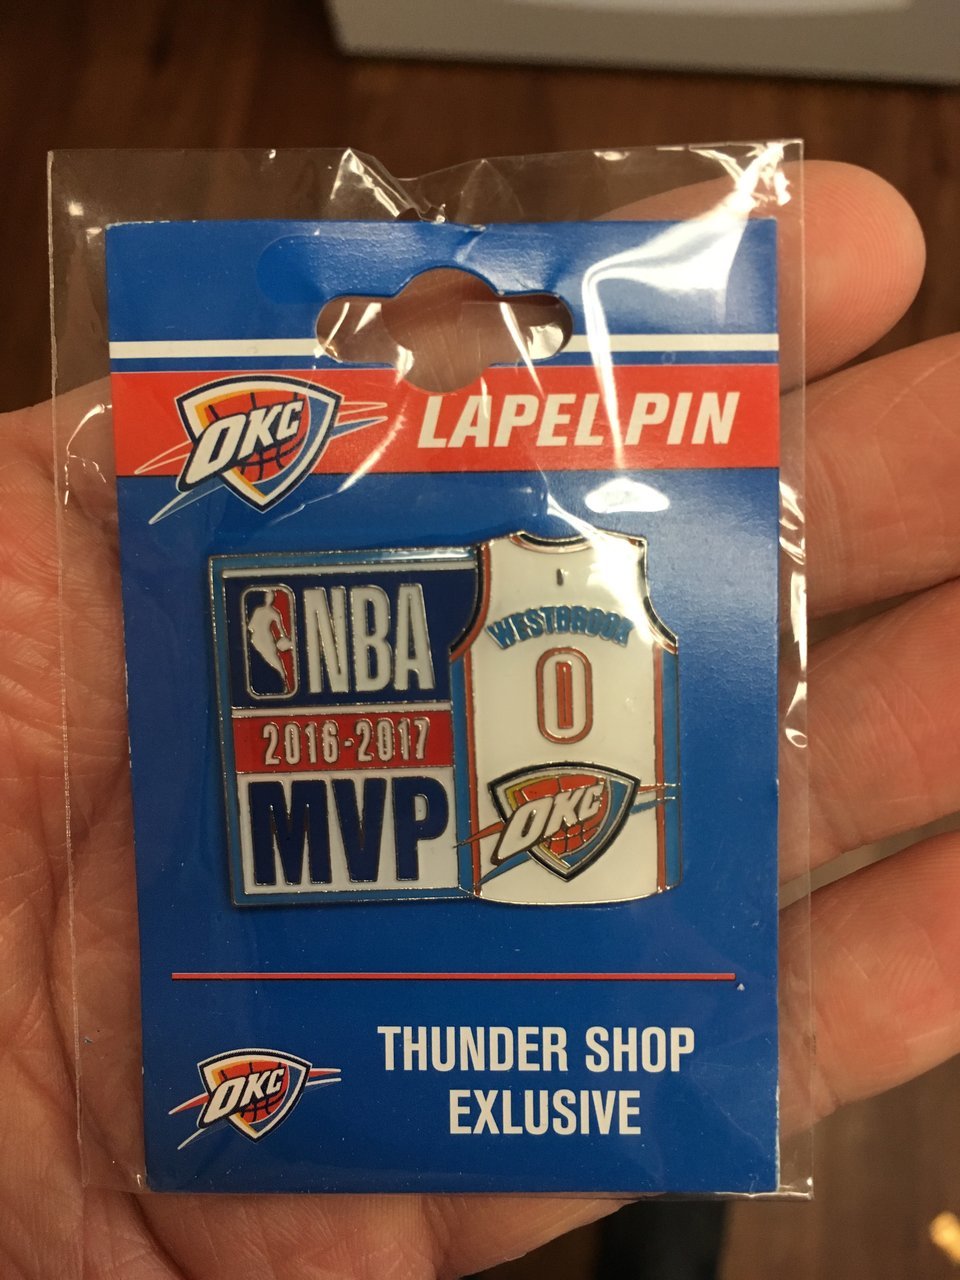 OKC LAPEL PIN
NBA
2016-2017
MVP
WESTBROOK
0
OKC
THUNDER SHOP
OKC
EXLUSIVE